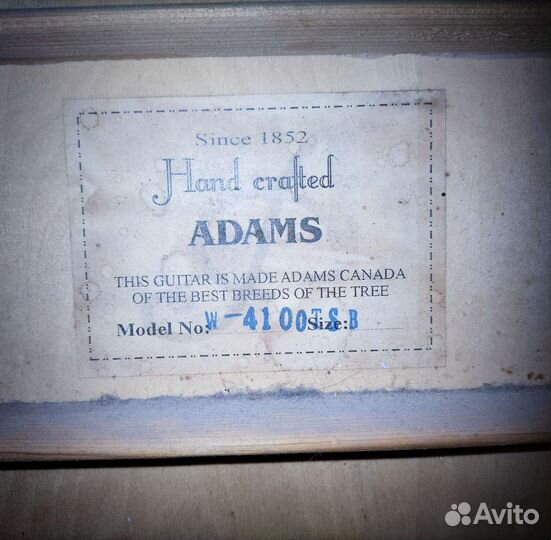 Since 1852
Hand crafted
ADAMS
THIS GUITAR IS MADE ADAMS CANADA
OF THE BEST BREEDS OF THE TREE
Model No: W-4100TSB Size:
Avito